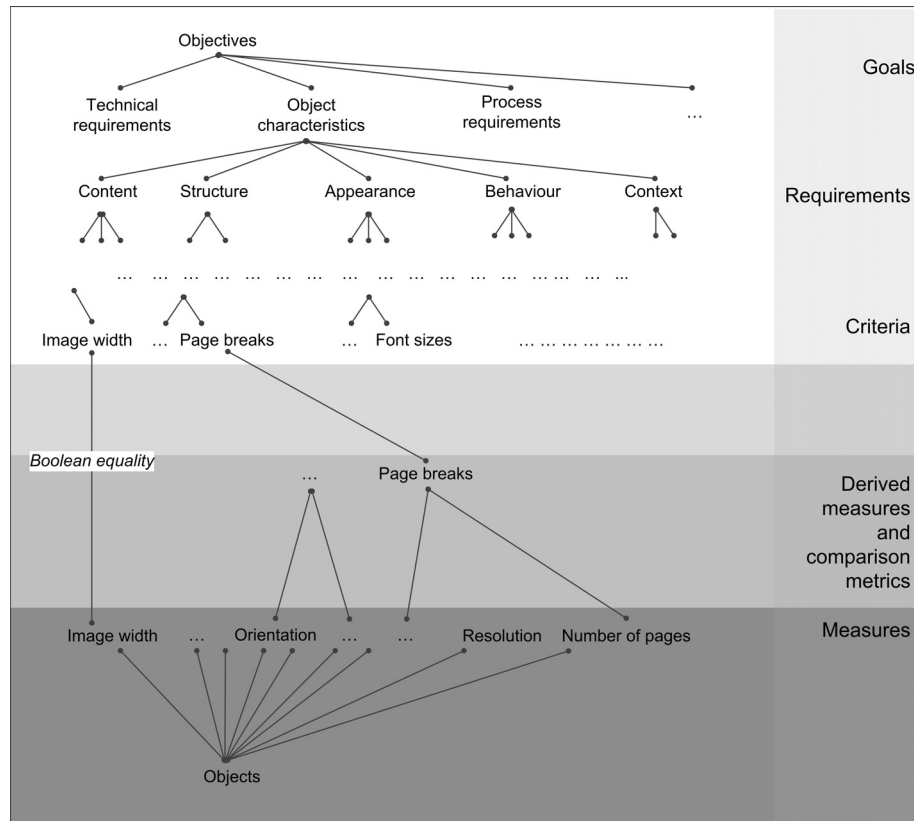 Objectives
Goals
Technical
requirements
Object
characteristics
Process
requirements
...
Content
Structure
Appearance
Behaviour
Context
Requirements
... ... ... ... ... ... ... ... ... ... ... ... ... ... ... ... ...
Image width
...
Page breaks
...
Font sizes
... ... ... ... ... ... ...
Criteria
Boolean equality
...
Page breaks
Derived
measures
and
comparison
metrics
Image width
...
Orientation
...
...
Resolution
Number of pages
Measures
Objects